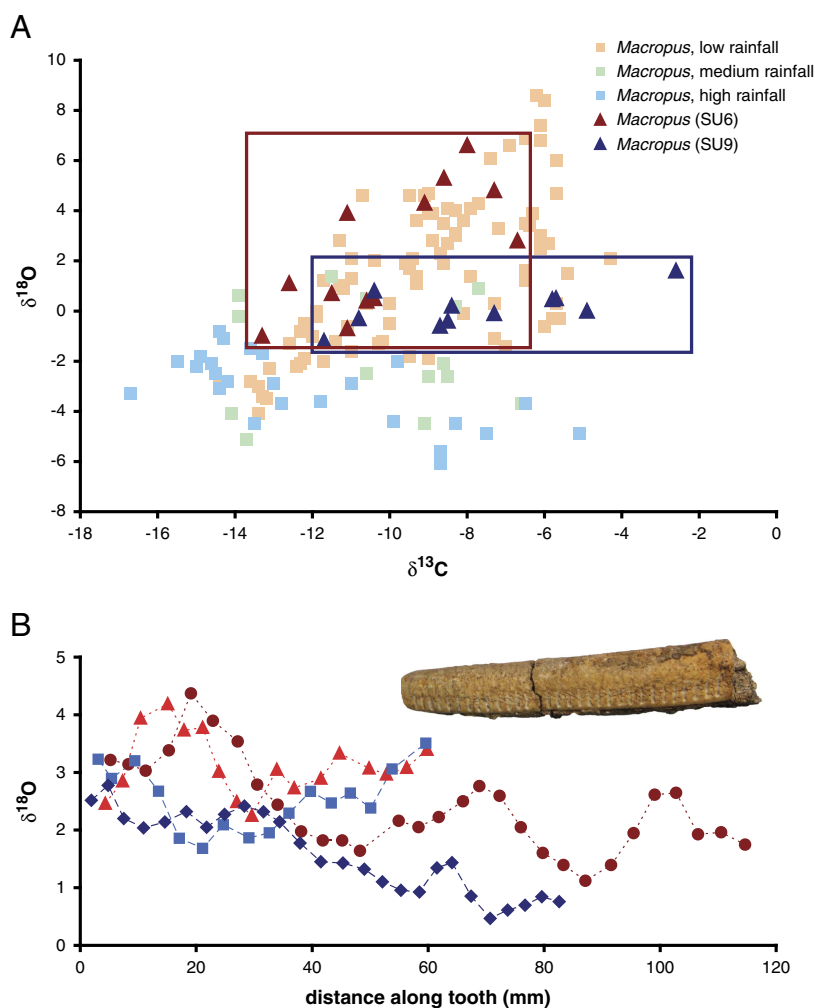 A
Macropus, low rainfall
Macropus, medium rainfall
Macropus, high rainfall
Macropus (SU6)
Macropus (SU9)
10
8
6
4
2
0
-2
-4
-6
-8
δ18O
-18 -16 -14 -12 -10 -8 -6 -4 -2 0
δ13C
B
5
4
3
2
1
0
δ18O
0 20 40 60 80 100 120
distance along tooth (mm)